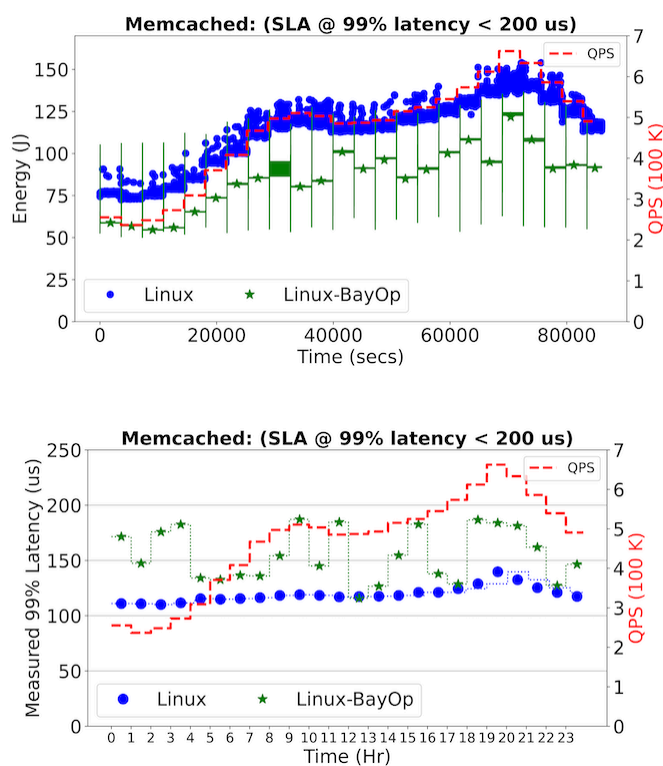 Memcached: (SLA @ 99% latency < 200 us)
Energy (J)
150
125
100
75
50
25
0
QPS
7
6
5
4
3
2
1
0
QPS (100 K)
Linux
Linux-BayOp
0 20000 40000 60000 80000
Time (secs)
Memcached: (SLA @ 99% latency < 200 us)
Measured 99% Latency (us)
250
200
150
100
50
0
QPS
7
6
5
4
3
2
1
0
QPS (100 K)
Linux
Linux-BayOp
0 1 2 3 4 5 6 7 8 9 10 11 12 13 14 15 16 17 18 19 20 21 22 23
Time (Hr)